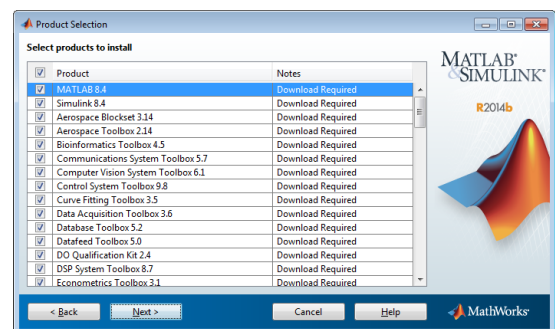 Product Selection
Select products to install
Product Notes
MATLAB 8.4 Download Required
Simulink 8.4 Download Required
Aerospace Blockset 3.14 Download Required
Aerospace Toolbox 2.14 Download Required
Bioinformatics Toolbox 4.5 Download Required
Communications System Toolbox 5.7 Download Required
Computer Vision System Toolbox 6.1 Download Required
Control System Toolbox 9.8 Download Required
Curve Fitting Toolbox 3.5 Download Required
Data Acquisition Toolbox 3.6 Download Required
Database Toolbox 5.2 Download Required
Datafeed Toolbox 5.0 Download Required
DO Qualification Kit 2.4 Download Required
DSP System Toolbox 8.7 Download Required
Econometrics Toolbox 3.1 Download Required
MATLAB®
&SIMULINK®
R2014b
< Back Next > Cancel Help
MathWorks®